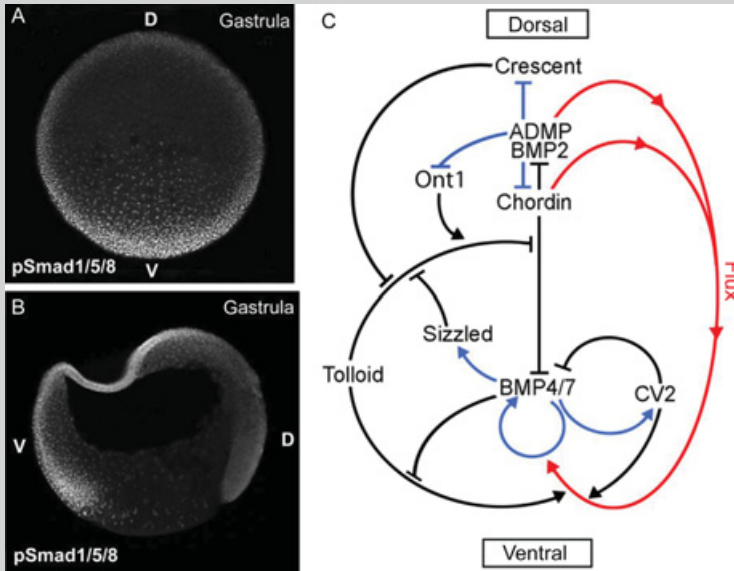 A
D
Gastrula
pSmad1/5/8
V
B
Gastrula
V
D
pSmad1/5/8
C
Dorsal
Crescent
ADMP
BMP2
Ont1
Chordin
Flux
Sizzled
Tolloid
BMP4/7
CV2
Ventral